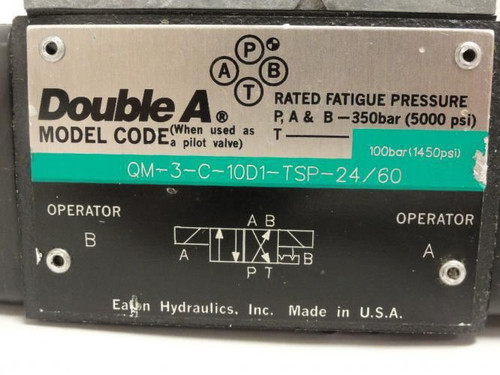 P
A B
T
Double A®
MODEL CODE (When used as a pilot valve)
RATED FATIGUE PRESSURE
P, A & B — 350bar (5000 psi)
T — 100bar (1450psi)
QM-3-C-10D1-TSP-24/60
OPERATOR
B
OPERATOR
A
A B
A B
P T
Eaton Hydraulics, Inc. Made in U.S.A.